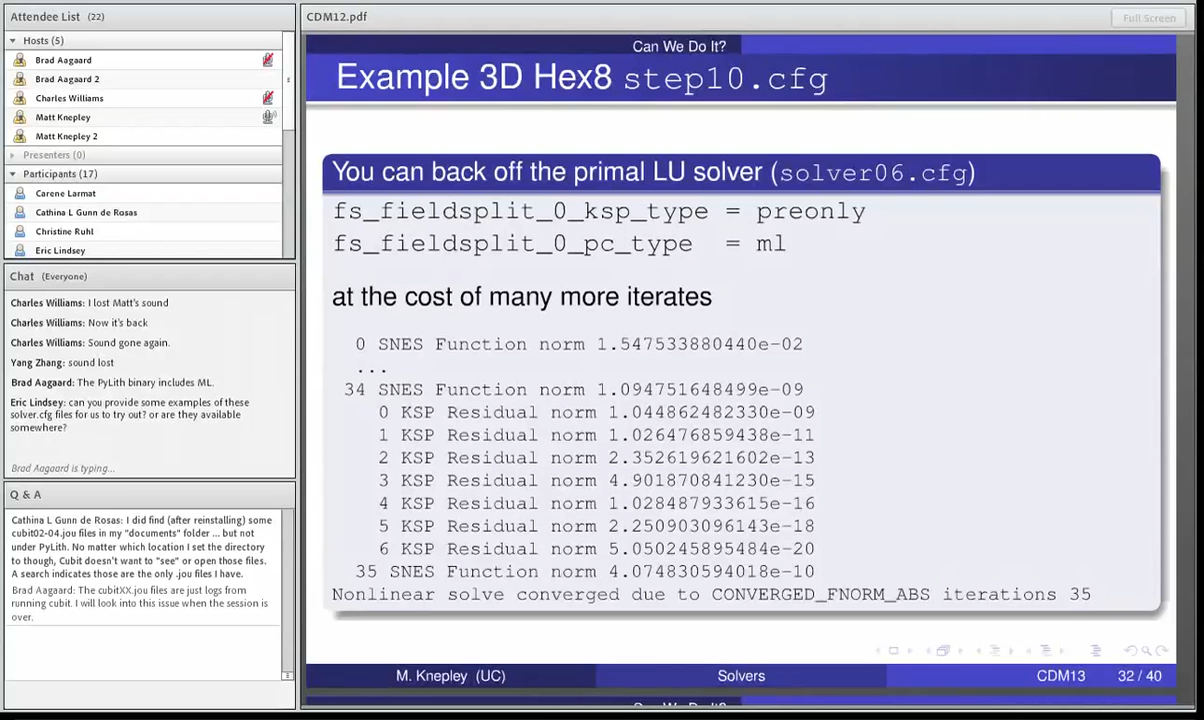 Attendee List (22)
Hosts (5)
Brad Aagaard
Brad Aagaard 2
Charles Williams
Matt Knepley
Matt Knepley 2
Presenters (0)
Participants (17)
Carene Larmat
Cathina L Gunn de Rosas
Christine Ruhl
Eric Lindsey
Chat (Everyone)
Charles Williams: I lost Matt's sound
Charles Williams: Now it's back
Charles Williams: Sound gone again.
Yang Zhang: sound lost
Brad Aagaard: The PyLith binary includes ML.
Eric Lindsey: can you provide some examples of these
solver.cfg files for us to try out? or are they available
somewhere?
Brad Aagaard is typing...
Q & A
Cathina L Gunn de Rosas: I did find (after reinstalling) some
cubit02-04.jou files in my "documents" folder ... but not
under PyLith. No matter which location I set the directory
to though, Cubit doesn't want to "see" or open those files.
A search indicates those are the only .jou files I have.
Brad Aagaard: The cubitXX.jou files are just logs from
running cubit. I will look into this issue when the session is
over.
CDM12.pdf
Full Screen
Can We Do It?
Example 3D Hex8 step10.cfg
You can back off the primal LU solver (solver06.cfg)
fs_fieldsplit_0_ksp_type = preonly
fs_fieldsplit_0_pc_type = ml
at the cost of many more iterates
0 SNES Function norm 1.547533880440e-02
...
34 SNES Function norm 1.094751648499e-09
0 KSP Residual norm 1.044862482330e-09
1 KSP Residual norm 1.026476859438e-11
2 KSP Residual norm 2.352619621602e-13
3 KSP Residual norm 4.901870841230e-15
4 KSP Residual norm 1.028487933615e-16
5 KSP Residual norm 2.250903096143e-18
6 KSP Residual norm 5.050245895484e-20
35 SNES Function norm 4.074830594018e-10
Nonlinear solve converged due to CONVERGED_FNORM_ABS iterations 35
M. Knepley (UC)
Solvers
CDM13
32 / 40
Can We Do It?